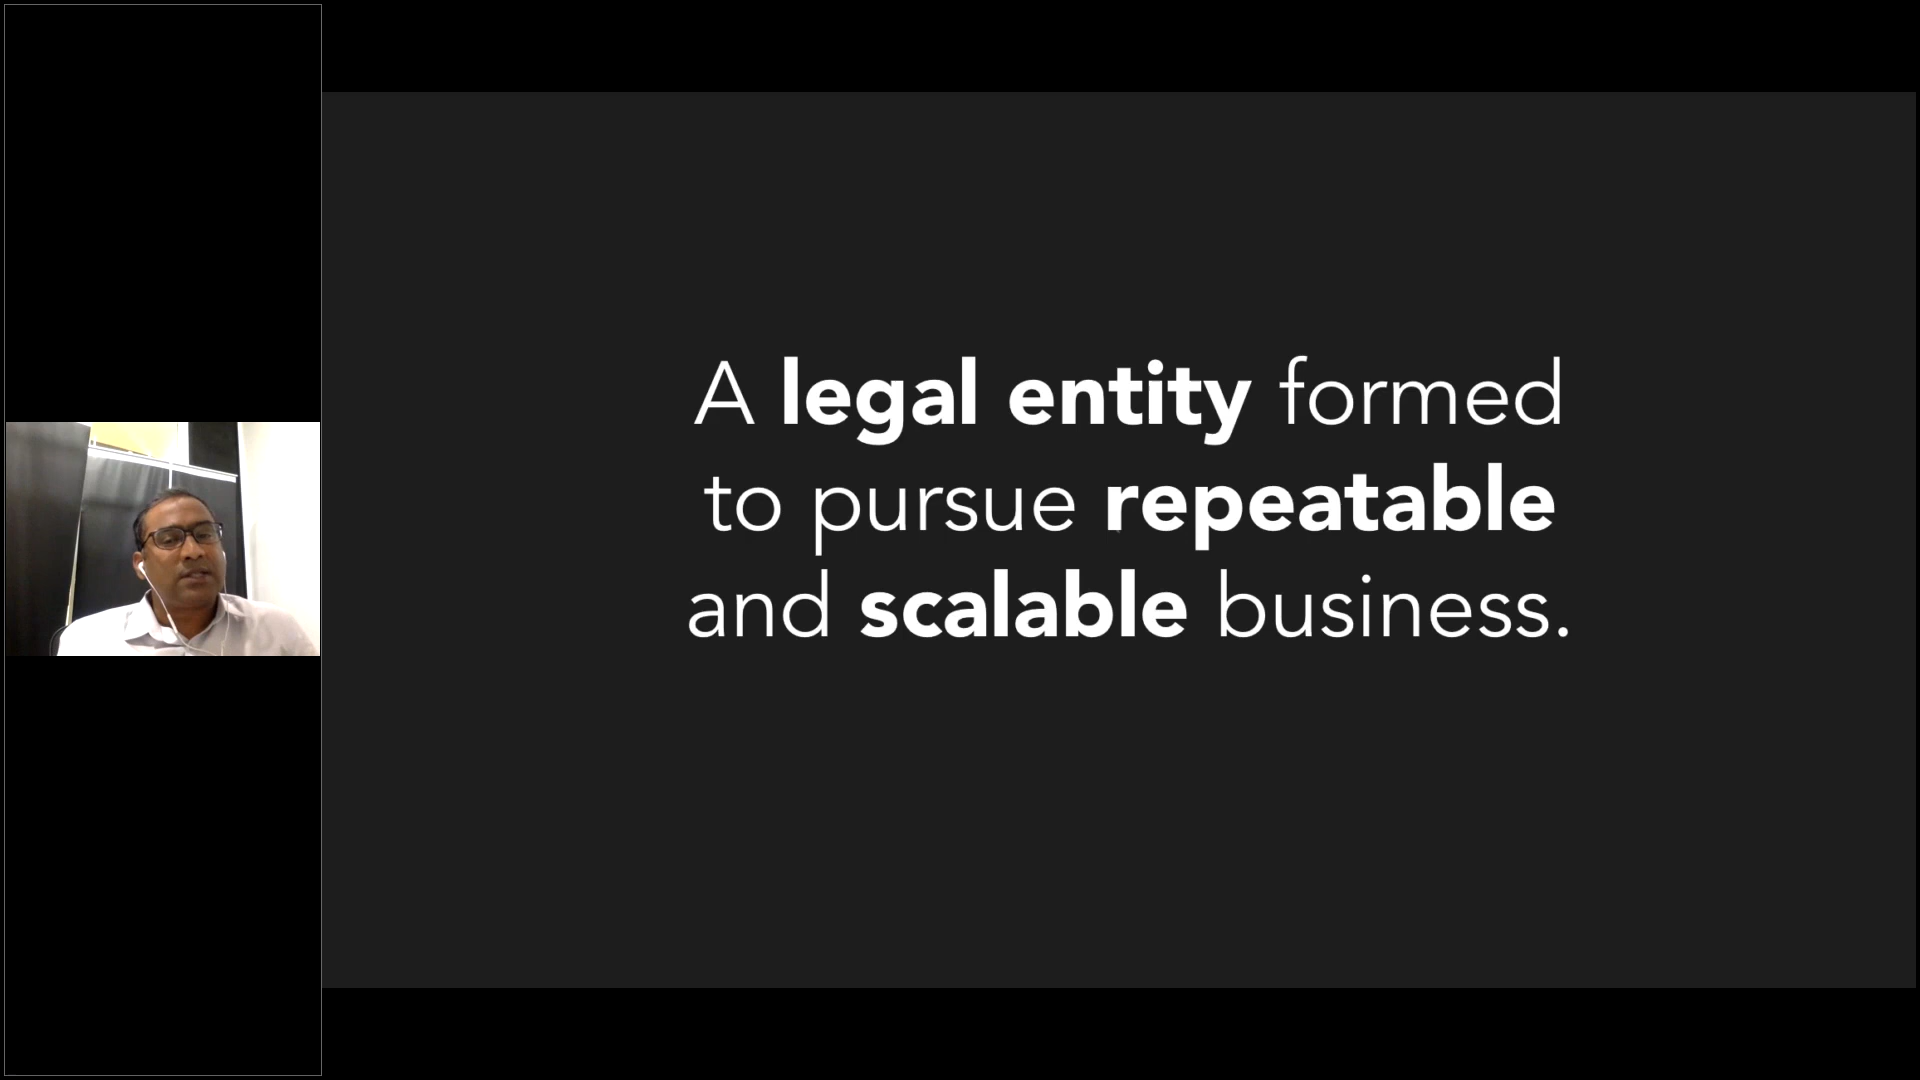 A legal entity formed
to pursue repeatable
and scalable business.